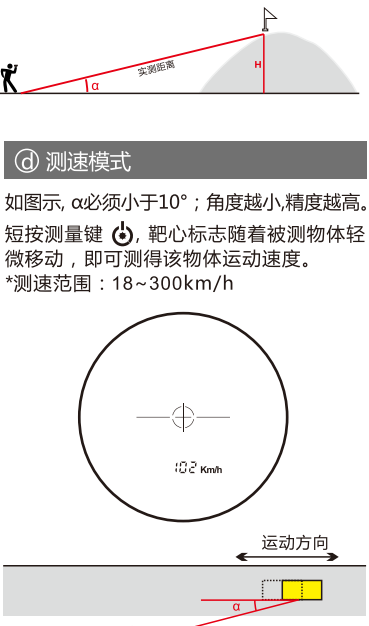 实测距离
H
α
ⓓ 测速模式
如图示, α必须小于10°；角度越小,精度越高。
短按测量键 , 靶心标志随着被测物体轻
微移动，即可测得该物体运动速度。
*测速范围：18~300km/h
102 Km/h
运动方向
α